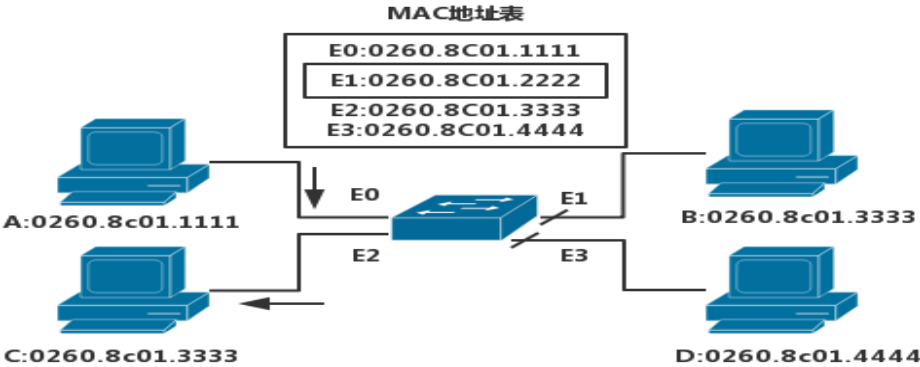 MAC地址表
E0:0260.8C01.1111
E1:0260.8C01.2222
E2:0260.8C01.3333
E3:0260.8C01.4444
E0
E1
A:0260.8c01.1111
B:0260.8c01.3333
E2
E3
C:0260.8c01.3333
D:0260.8c01.4444